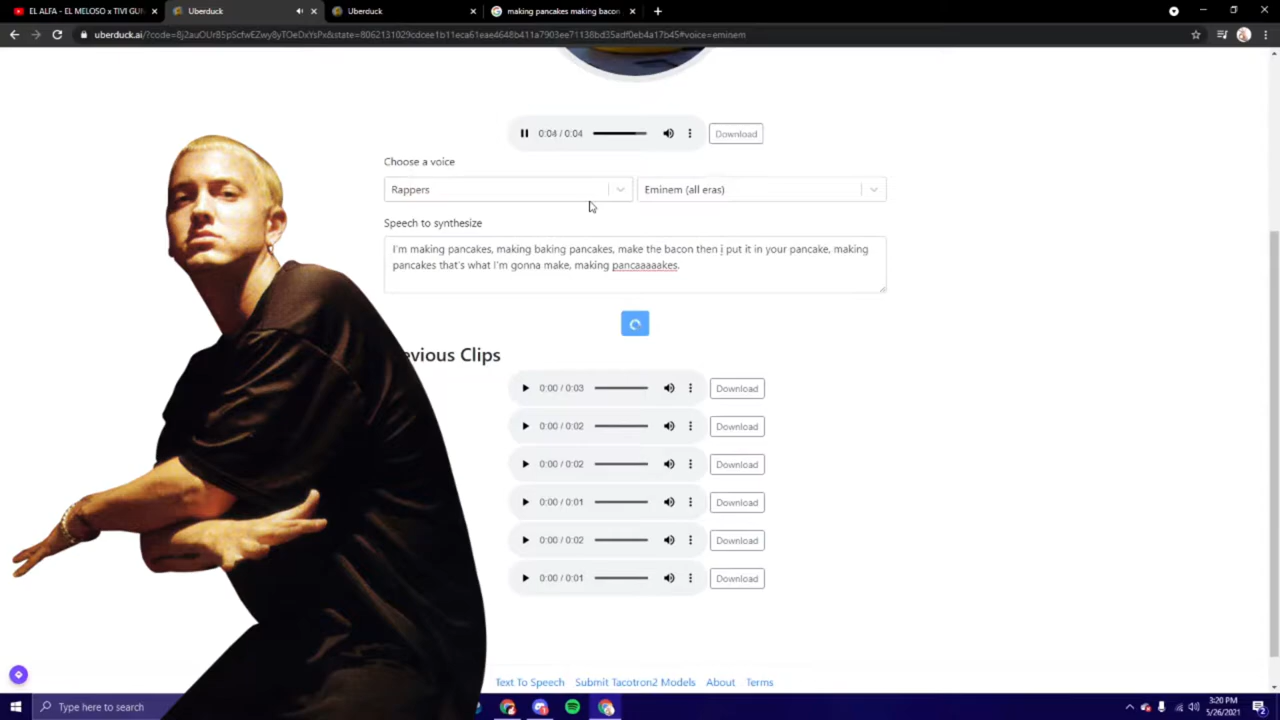 EL ALFA - EL MELOSO x TIVI GUN
Uberduck
Uberduck
making pancakes making bacon
uberduck.ai/?code=8j2auOUrB5pScfwEZwy8yTOeDxYsPx&state=8062131029cdcee1b11eca61eae4648b411a7903ee71138bd35adf0eb4a17b45#voice=eminem
0:04 / 0:04
Download
Choose a voice
Rappers
Eminem (all eras)
Speech to synthesize
I'm making pancakes, making baking pancakes, make the bacon then i put it in your pancake, making
pancakes that's what I'm gonna make, making pancaaaaakes.
evious Clips
0:00 / 0:03
Download
0:00 / 0:02
Download
0:00 / 0:02
Download
0:00 / 0:01
Download
0:00 / 0:02
Download
0:00 / 0:01
Download
Text To Speech Submit Tacotron2 Models About Terms
Type here to search
3:20 PM
5/26/2021
2